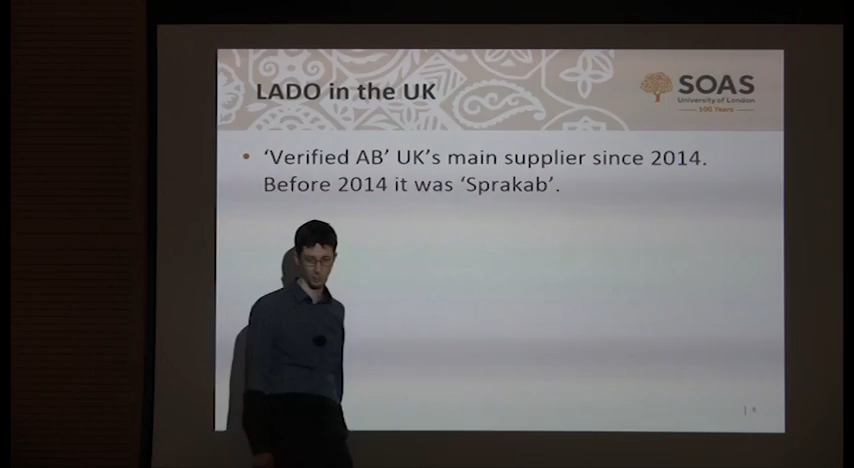 LADO in the UK
SOAS
University of London
100 Years
• ‘Verified AB’ UK’s main supplier since 2014.
Before 2014 it was ‘Sprakab’.